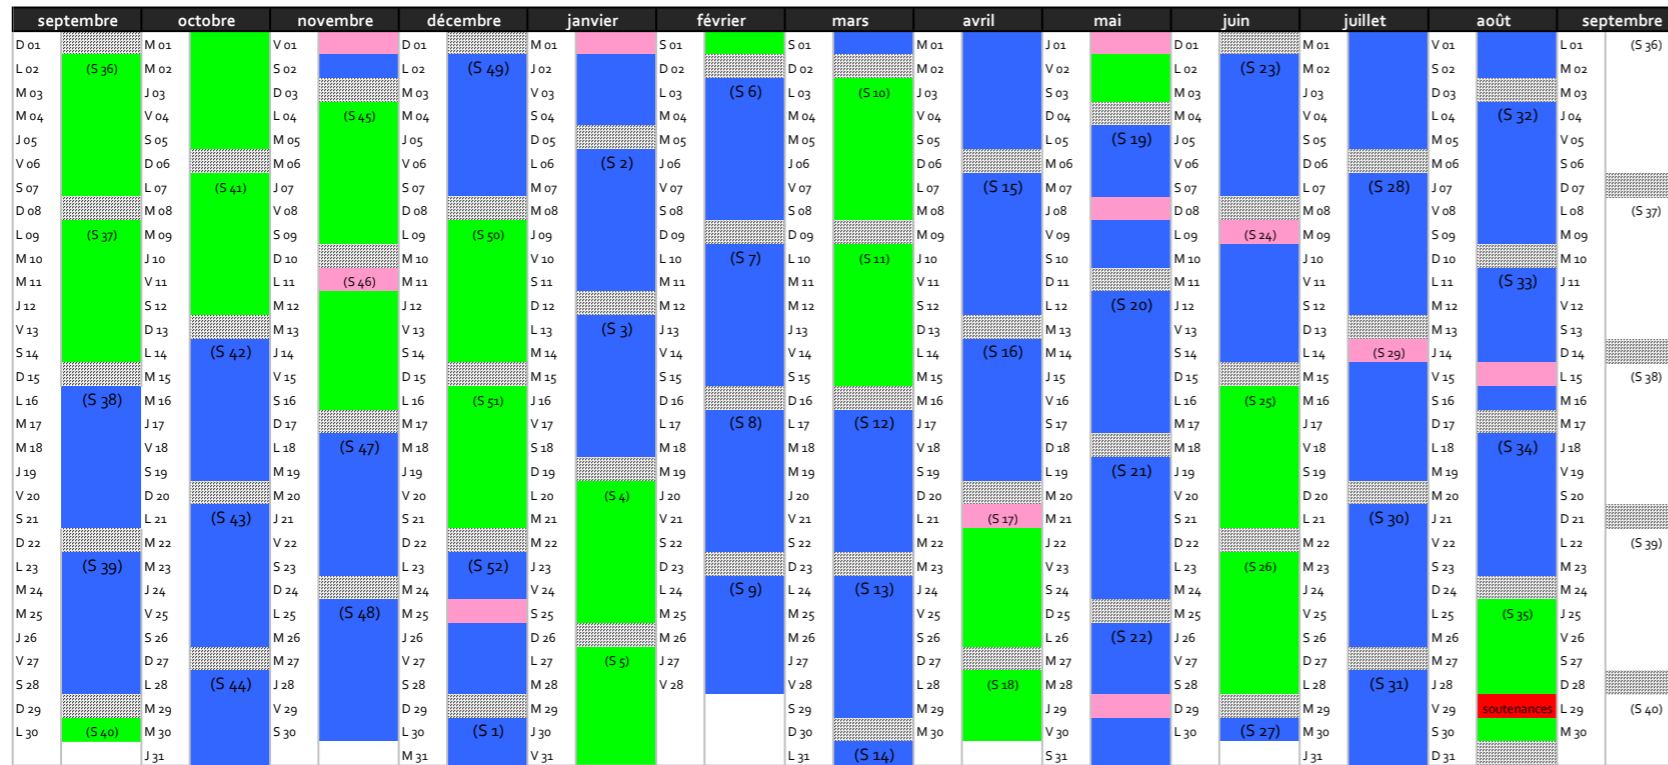 septembre octobre novembre décembre janvier février mars avril mai juin juillet août septembre
D 01 M 01 V 01 D 01 M 01 S 01 S 01 M 01 J 01 D 01 M 01 V 01 L 01 (S 36)
L 02 (S 36) M 02 S 02 L 02 (S 49) J 02 D 02 D 02 M 02 V 02 L 02 (S 23) M 02 S 02 M 02
M 03 J 03 D 03 M 03 V 03 L 03 (S 6) L 03 (S 10) J 03 S 03 M 03 J 03 D 03 M 03
M 04 V 04 L 04 (S 45) M 04 S 04 M 04 M 04 V 04 D 04 M 04 V 04 L 04 (S 32) J 04
J 05 S 05 M 05 J 05 D 05 M 05 M 05 S 05 L 05 (S 19) J 05 S 05 M 05 V 05
V 06 D 06 M 06 V 06 L 06 (S 2) J 06 J 06 D 06 M 06 V 06 D 06 M 06 S 06
S 07 L 07 (S 41) J 07 S 07 M 07 V 07 V 07 L 07 (S 15) M 07 S 07 L 07 (S 28) J 07 D 07
D 08 M 08 V 08 D 08 M 08 S 08 S 08 M 08 J 08 D 08 M 08 V 08 L 08 (S 37)
L 09 (S 37) M 09 S 09 L 09 (S 50) J 09 D 09 D 09 M 09 V 09 L 09 (S 24) M 09 S 09 M 09
M 10 J 10 D 10 M 10 V 10 L 10 (S 7) L 10 (S 11) J 10 S 10 M 10 J 10 D 10 M 10
M 11 V 11 L 11 (S 46) M 11 S 11 M 11 M 11 V 11 D 11 M 11 V 11 L 11 (S 33) J 11
J 12 S 12 M 12 J 12 D 12 M 12 M 12 S 12 L 12 (S 20) J 12 S 12 M 12 V 12
V 13 D 13 M 13 V 13 L 13 (S 3) J 13 J 13 D 13 M 13 V 13 D 13 M 13 S 13
S 14 L 14 (S 42) J 14 S 14 M 14 V 14 V 14 L 14 (S 16) M 14 S 14 L 14 (S 29) J 14 D 14
D 15 M 15 V 15 D 15 M 15 S 15 S 15 M 15 J 15 D 15 M 15 V 15 L 15 (S 38)
L 16 (S 38) M 16 S 16 L 16 (S 51) J 16 D 16 D 16 M 16 V 16 L 16 (S 25) M 16 S 16 M 16
M 17 J 17 D 17 M 17 V 17 L 17 (S 8) L 17 (S 12) J 17 S 17 M 17 J 17 D 17 M 17
M 18 V 18 L 18 (S 47) M 18 S 18 M 18 M 18 V 18 D 18 M 18 V 18 L 18 (S 34) J 18
J 19 S 19 M 19 J 19 D 19 M 19 M 19 S 19 L 19 (S 21) J 19 S 19 M 19 V 19
V 20 D 20 M 20 V 20 L 20 (S 4) J 20 J 20 D 20 M 20 V 20 D 20 M 20 S 20
S 21 L 21 (S 43) J 21 S 21 M 21 V 21 V 21 L 21 (S 17) M 21 S 21 L 21 (S 30) J 21 D 21
D 22 M 22 V 22 D 22 M 22 S 22 S 22 M 22 J 22 D 22 M 22 V 22 L 22 (S 39)
L 23 (S 39) M 23 S 23 L 23 (S 52) J 23 D 23 D 23 M 23 V 23 L 23 (S 26) M 23 S 23 M 23
M 24 J 24 D 24 M 24 V 24 L 24 (S 9) L 24 (S 13) J 24 S 24 M 24 J 24 D 24 M 24
M 25 V 25 L 25 (S 48) M 25 S 25 M 25 M 25 V 25 D 25 M 25 V 25 L 25 (S 35) J 25
J 26 S 26 M 26 J 26 D 26 M 26 M 26 S 26 L 26 (S 22) J 26 S 26 M 26 V 26
V 27 D 27 M 27 V 27 L 27 (S 5) J 27 J 27 D 27 M 27 V 27 D 27 M 27 S 27
S 28 L 28 (S 44) J 28 S 28 M 28 V 28 V 28 L 28 (S 18) M 28 S 28 L 28 (S 31) J 28 D 28
D 29 M 29 V 29 D 29 M 29 S 29 M 29 J 29 D 29 M 29 V 29 soutenances L 29 (S 40)
L 30 (S 40) M 30 S 30 L 30 (S 1) J 30 D 30 M 30 V 30 L 30 (S 27) M 30 S 30 M 30
J 31 M 31 V 31 L 31 (S 14) S 31 J 31 D 31